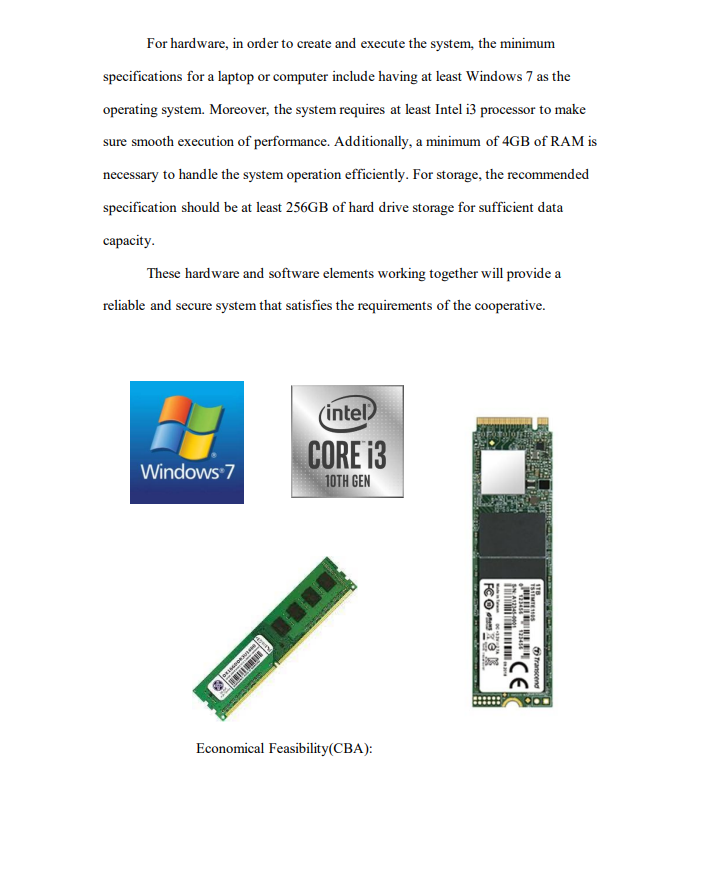 For hardware, in order to create and execute the system, the minimum
specifications for a laptop or computer include having at least Windows 7 as the
operating system. Moreover, the system requires at least Intel i3 processor to make
sure smooth execution of performance. Additionally, a minimum of 4GB of RAM is
necessary to handle the system operation efficiently. For storage, the recommended
specification should be at least 256GB of hard drive storage for sufficient data
capacity.
These hardware and software elements working together will provide a
reliable and secure system that satisfies the requirements of the cooperative.
Windows 7
intel
CORE i3
10TH GEN
1TB
Transcend
Economical Feasibility(CBA):